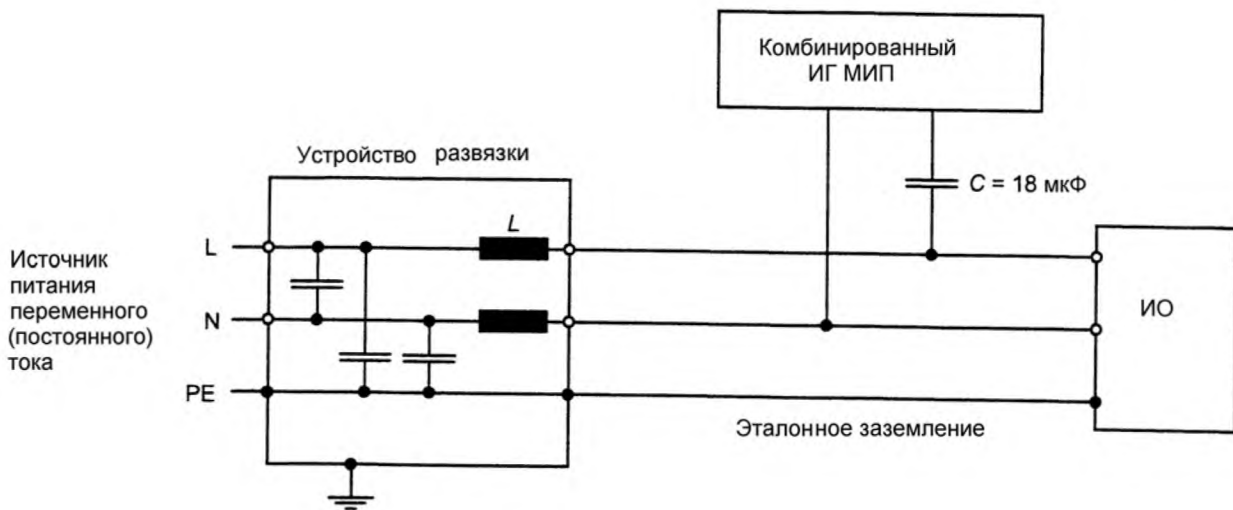 Комбинированный
ИГ МИП
Устройство развязки
C = 18 мкФ
L
L
Источник
питания
переменного
(постоянного)
тока
N
ИО
PE
Эталонное заземление